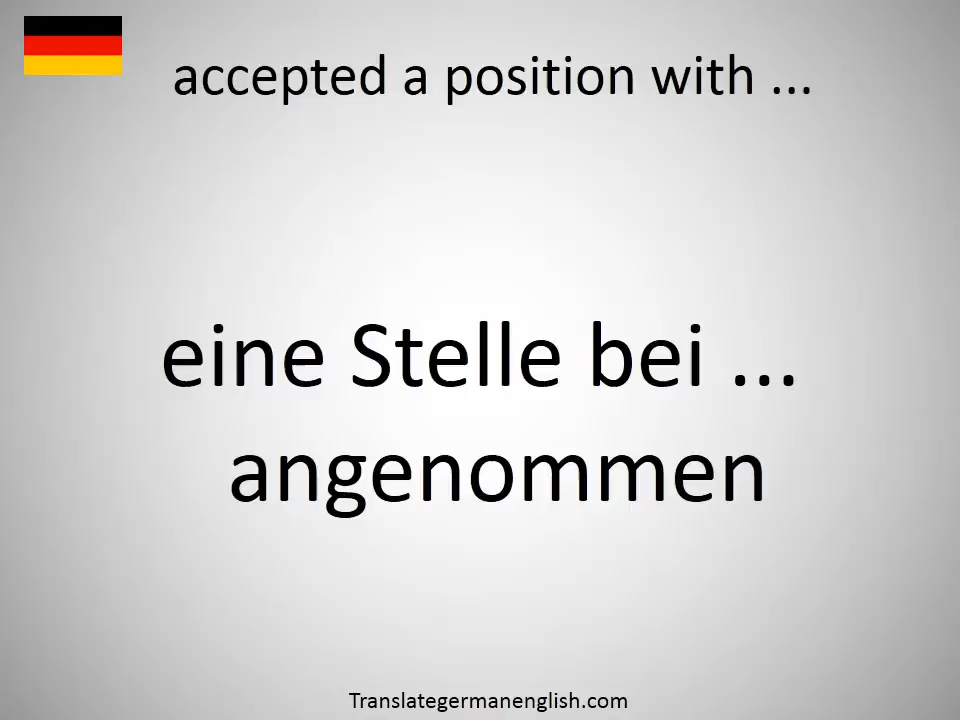 accepted a position with ...
eine Stelle bei ...
angenommen
Translategermanenglish.com